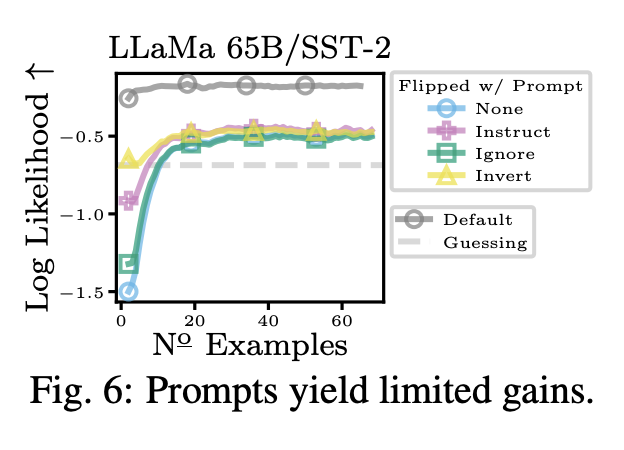 LLaMa 65B/SST-2
Log Likelihood ↑
−0.5
−1.0
−1.5
0 20 40 60
Nº Examples
Flipped w/ Prompt
None
Instruct
Ignore
Invert
Default
Guessing
Fig. 6: Prompts yield limited gains.